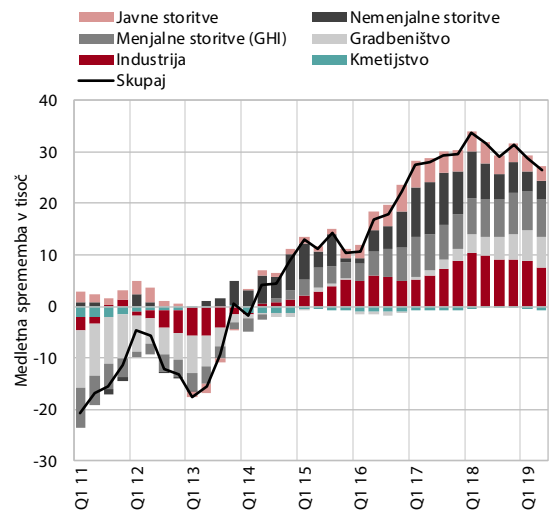 Javne storitve
Nemenjalne storitve
Menjalne storitve (GHI)
Gradbeništvo
Industrija
Kmetijstvo
Skupaj
Medletna sprememba v tisoč
40
30
20
10
0
-10
-20
-30
Q1 11
Q1 12
Q1 13
Q1 14
Q1 15
Q1 16
Q1 17
Q1 18
Q1 19